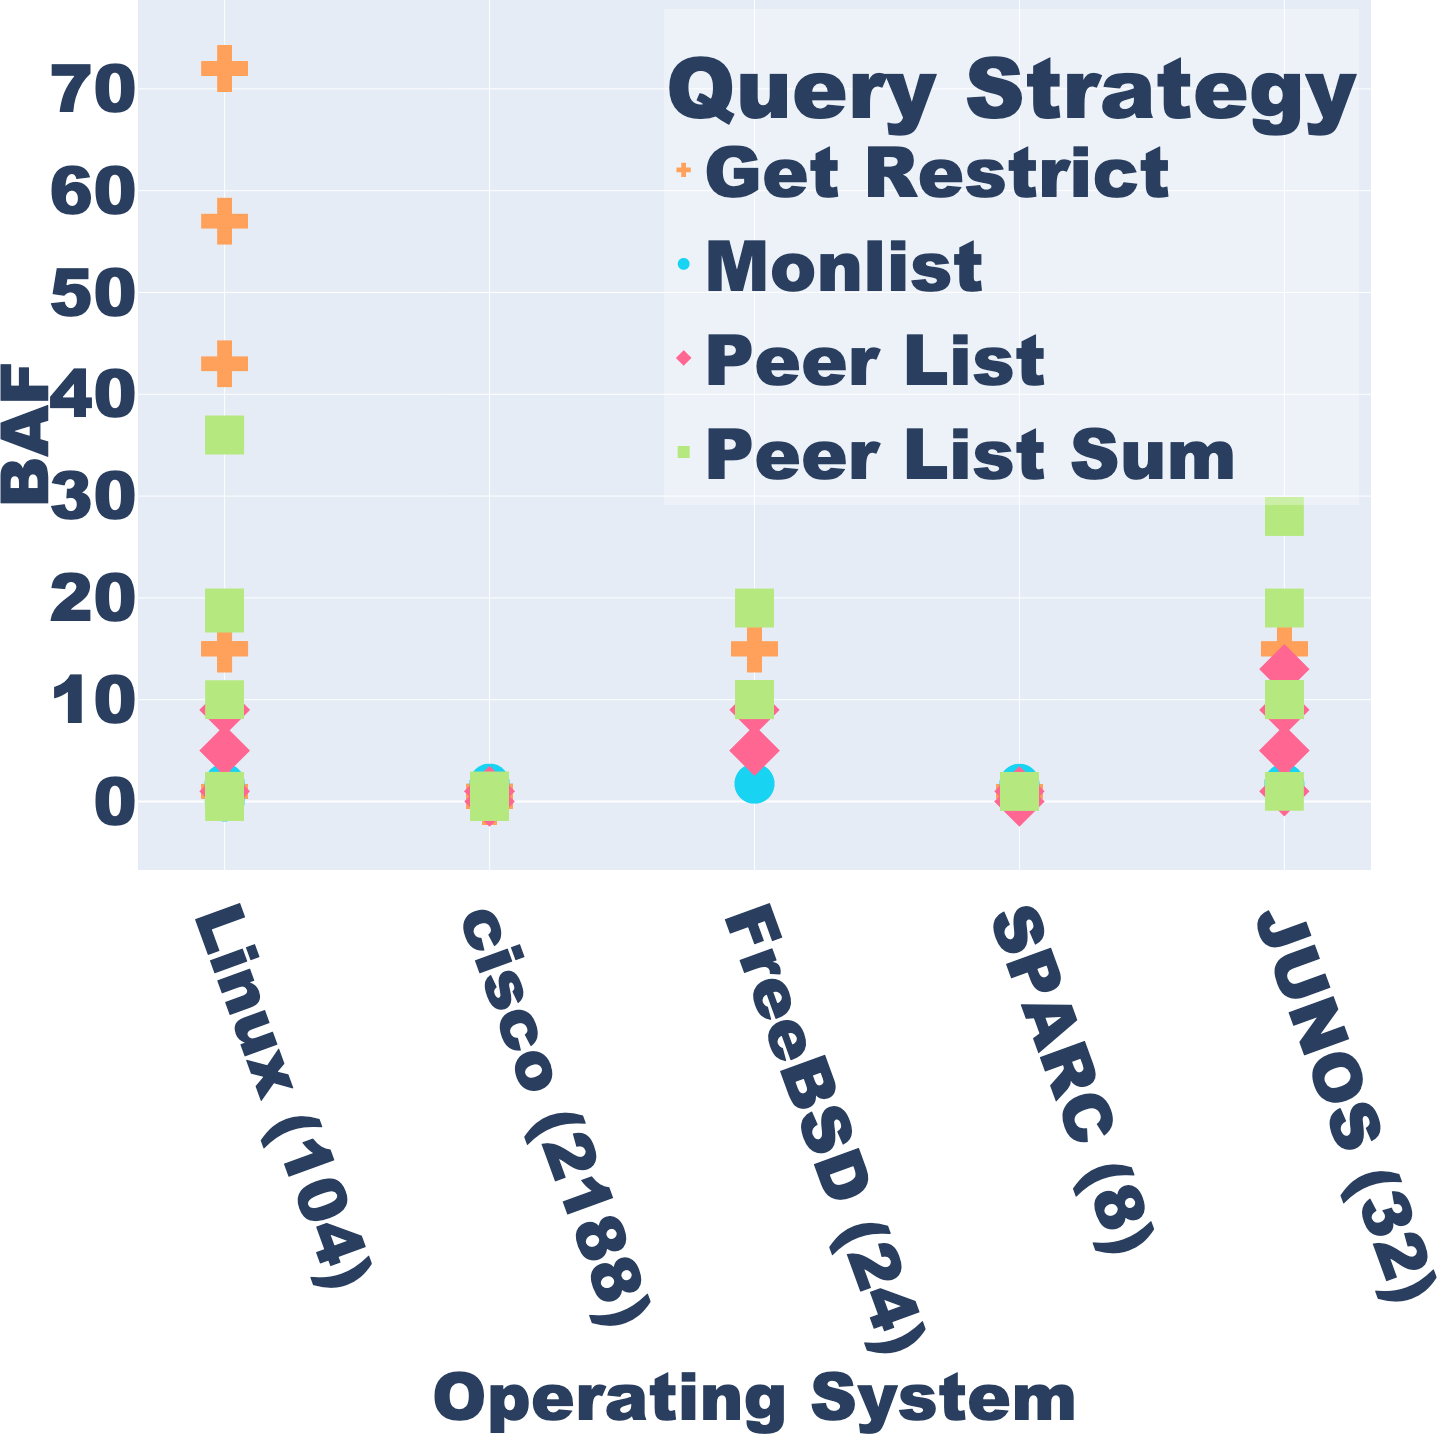 Query Strategy
Get Restrict
Monlist
Peer List
Peer List Sum
BAF
70
60
50
40
30
20
10
0
Linux (104)
cisco (2188)
FreeBSD (24)
SPARC (8)
JUNOS (32)
Operating System